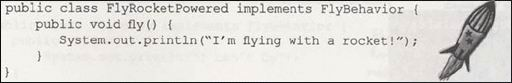 public class FlyRocketPowered implements FlyBehavior {
    public void fly() {
        System.out.println(“I’m flying with a rocket!”);
    }
}